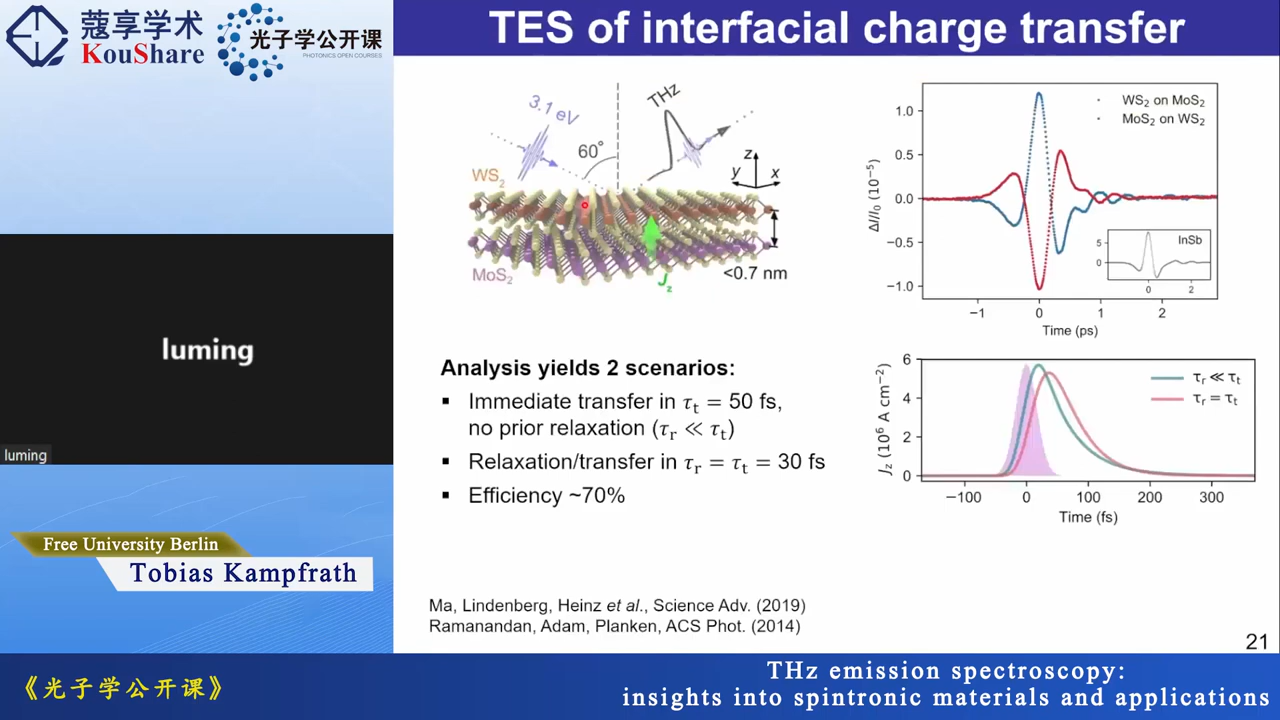 蔻享学术
KouShare
光子学公开课
PHOTONICS OPEN COURSES
TES of interfacial charge transfer
3.1 eV
60°
THz
z
y
x
WS₂
MoS₂
J_z
<0.7 nm
WS₂ on MoS₂
MoS₂ on WS₂
ΔI/I₀ (10⁻⁵)
1.0
0.5
0.0
−0.5
−1.0
InSb
5
0
0
2
−1
0
1
2
Time (ps)
luming
luming
Analysis yields 2 scenarios:
▪ Immediate transfer in τₜ = 50 fs,
no prior relaxation (τᵣ ≪ τₜ)
▪ Relaxation/transfer in τᵣ = τₜ = 30 fs
▪ Efficiency ~70%
J_z (10⁶ A cm⁻²)
6
4
2
0
τᵣ ≪ τₜ
τᵣ = τₜ
−100
0
100
200
300
Time (fs)
Free University Berlin
Tobias Kampfrath
Ma, Lindenberg, Heinz et al., Science Adv. (2019)
Ramanandan, Adam, Planken, ACS Phot. (2014)
21
《光子学公开课》
THz emission spectroscopy:
insights into spintronic materials and applications